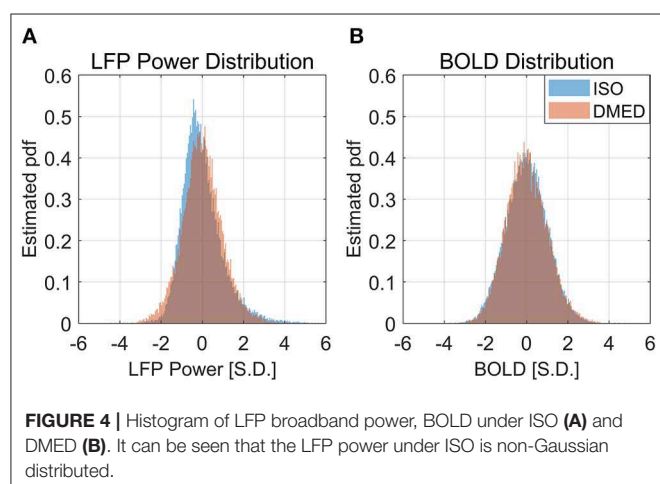 A
LFP Power Distribution
0.6
0.5
0.4
0.3
0.2
0.1
0
Estimated pdf
-6 -4 -2 0 2 4 6
LFP Power [S.D.]
B
BOLD Distribution
ISO
DMED
0.6
0.5
0.4
0.3
0.2
0.1
0
Estimated pdf
-6 -4 -2 0 2 4 6
BOLD [S.D.]
FIGURE 4 | Histogram of LFP broadband power, BOLD under ISO (A) and
DMED (B). It can be seen that the LFP power under ISO is non-Gaussian
distributed.